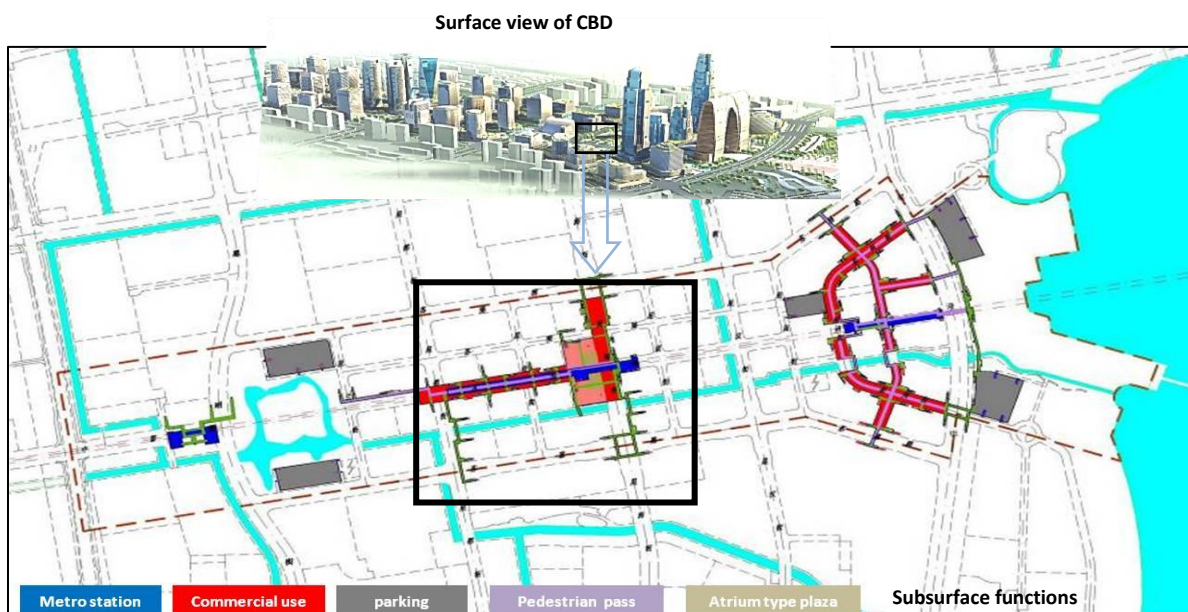 Surface view of CBD
Metro station
Commercial use
parking
Pedestrian pass
Atrium type plaza
Subsurface functions